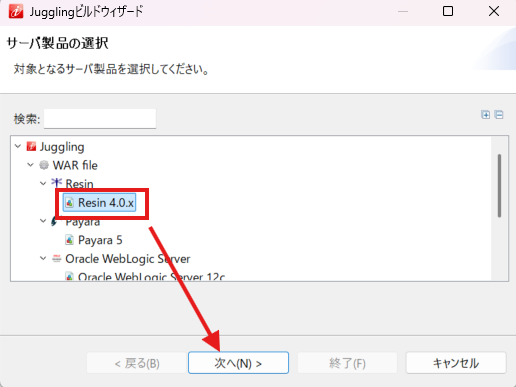 Jugglingビルドウィザード
サーバ製品の選択
対象となるサーバ製品を選択してください。
検索:
Juggling
WAR file
Resin
Resin 4.0.x
Payara
Payara 5
Oracle WebLogic Server
Oracle WebLogic Server 12c
< 戻る(B)
次へ(N) >
終了(F)
キャンセル